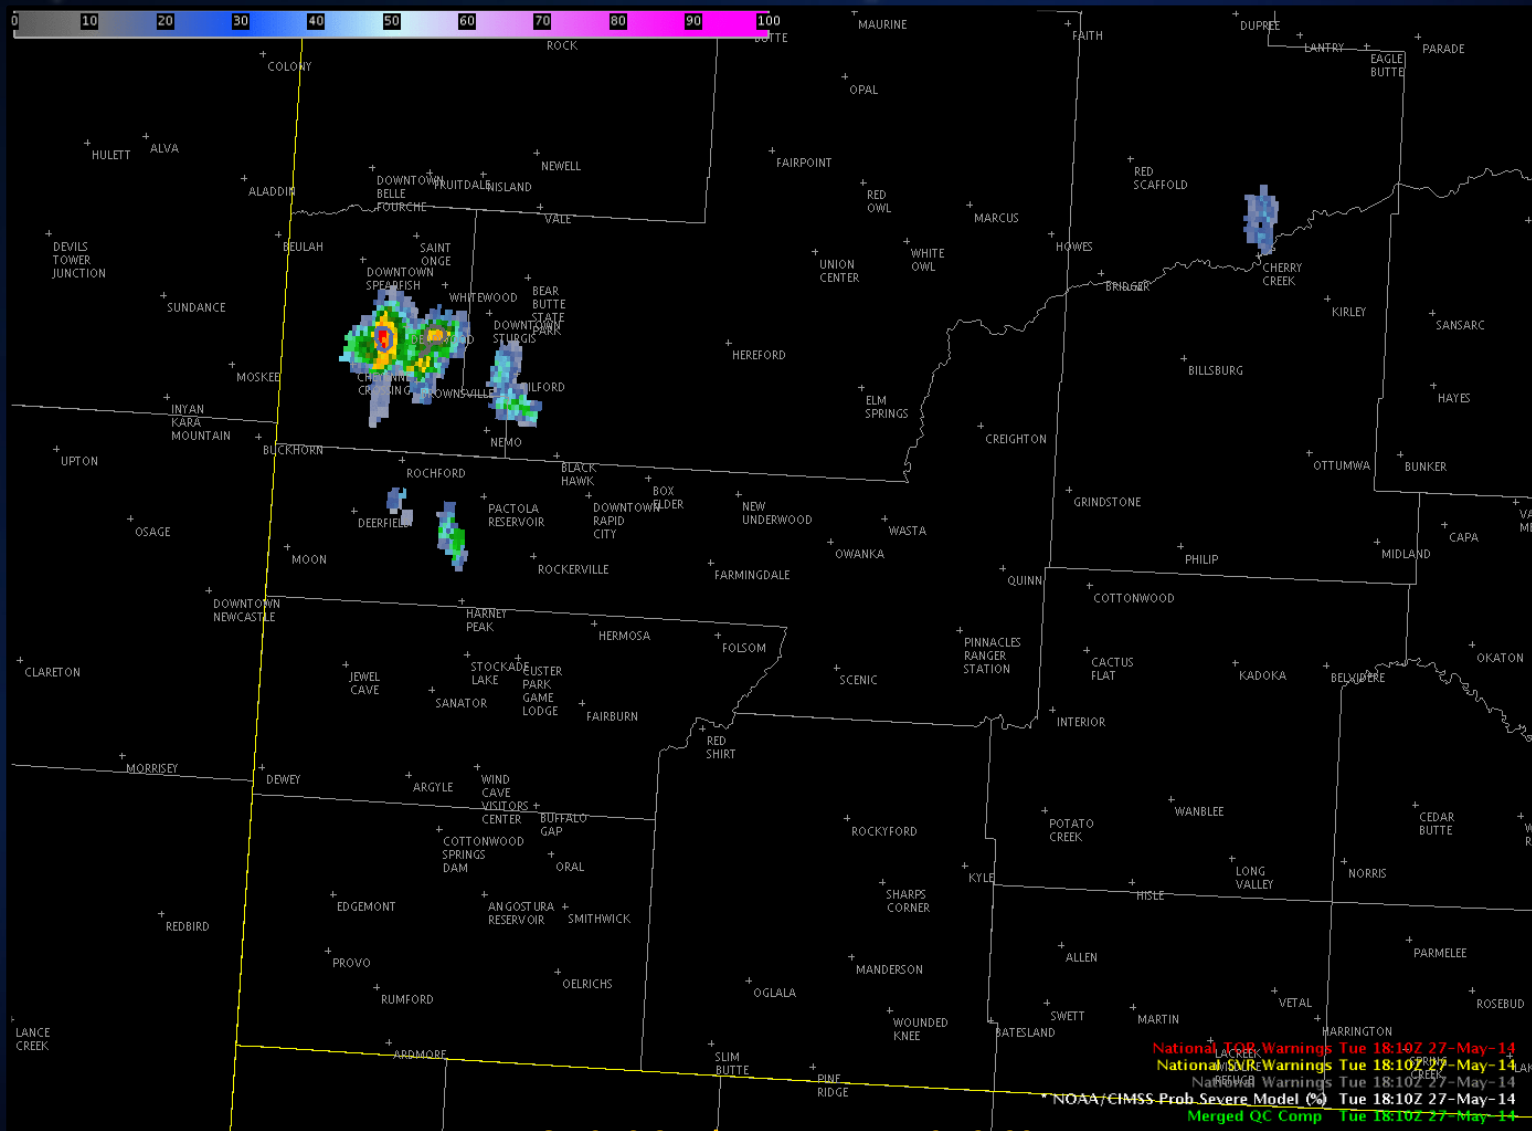 0 10 20 30 40 50 60 70 80 90 100
ROCK
BUTTE
MAURINE
FAITH
DUPREE
LANTRY
EAGLE
BUTTE
PARADE
COLONY
OPAL
HULETT
ALVA
ALADDIN
DOWNTOWN
BELLE
FOURCHE
FRUITDALE
NISLAND
NEWELL
VALE
FAIRPOINT
RED
OWL
MARCUS
RED
SCAFFOLD
DEVILS
TOWER
JUNCTION
BEULAH
SAINT
ONGE
DOWNTOWN
SPEARFISH
WHITEWOOD
BEAR
BUTTE
STATE
PARK
UNION
CENTER
WHITE
OWL
HOWES
BRIDGER
CHERRY
CREEK
SUNDANCE
DEADWOOD
DOWNTOWN
STURGIS
KIRLEY
SANSARC
MOSKEE
CHEYENNE
CROSSING
BROWNSVILLE
TILFORD
HEREFORD
ELM
SPRINGS
BILLSBURG
HAYES
INYAN
KARA
MOUNTAIN
BUCKHORN
UPTON
NEMO
ROCHFORD
BLACK
HAWK
CREIGHTON
OTTUMWA
BUNKER
OSAGE
DEERFIELD
PACTOLA
RESERVOIR
DOWNTOWN
RAPID
CITY
BOX
ELDER
NEW
UNDERWOOD
WASTA
GRINDSTONE
CAPA
MOON
ROCKERVILLE
FARMINGDALE
OWANKA
QUINN
PHILIP
MIDLAND
DOWNTOWN
NEWCASTLE
HARNEY
PEAK
HERMOSA
FOLSOM
COTTONWOOD
CLARETON
JEWEL
CAVE
STOCKADE
LAKE
CUSTER
PARK
GAME
LODGE
SANATOR
FAIRBURN
SCENIC
PINNACLES
RANGER
STATION
CACTUS
FLAT
KADOKA
BELVIDERE
OKATON
RED
SHIRT
INTERIOR
MORRISEY
DEWEY
ARGYLE
WIND
CAVE
VISITORS
CENTER
BUFFALO
GAP
COTTONWOOD
SPRINGS
DAM
ORAL
ROCKYFORD
POTATO
CREEK
WANBLEE
CEDAR
BUTTE
REDBIRD
EDGEMONT
ANGOSTURA
RESERVOIR
SMITHWICK
SHARPS
CORNER
KYLE
HISLE
LONG
VALLEY
NORRIS
PROVO
RUMFORD
OELRICHS
OGLALA
MANDERSON
ALLEN
PARMELEE
LANCE
CREEK
ARDMORE
SLIM
BUTTE
PINE
RIDGE
WOUNDED
KNEE
BATESLAND
SWETT
MARTIN
VETAL
HARRINGTON
ROSEBUD
LACREEK
REFUGE
SPRING
CREEK
National TOR Warnings Tue 18:10Z 27-May-14
National SVR Warnings Tue 18:10Z 27-May-14
National Warnings Tue 18:10Z 27-May-14
* NOAA/CIMSS Prob Severe Model (%) Tue 18:10Z 27-May-14
Merged QC Comp Tue 18:10Z 27-May-14